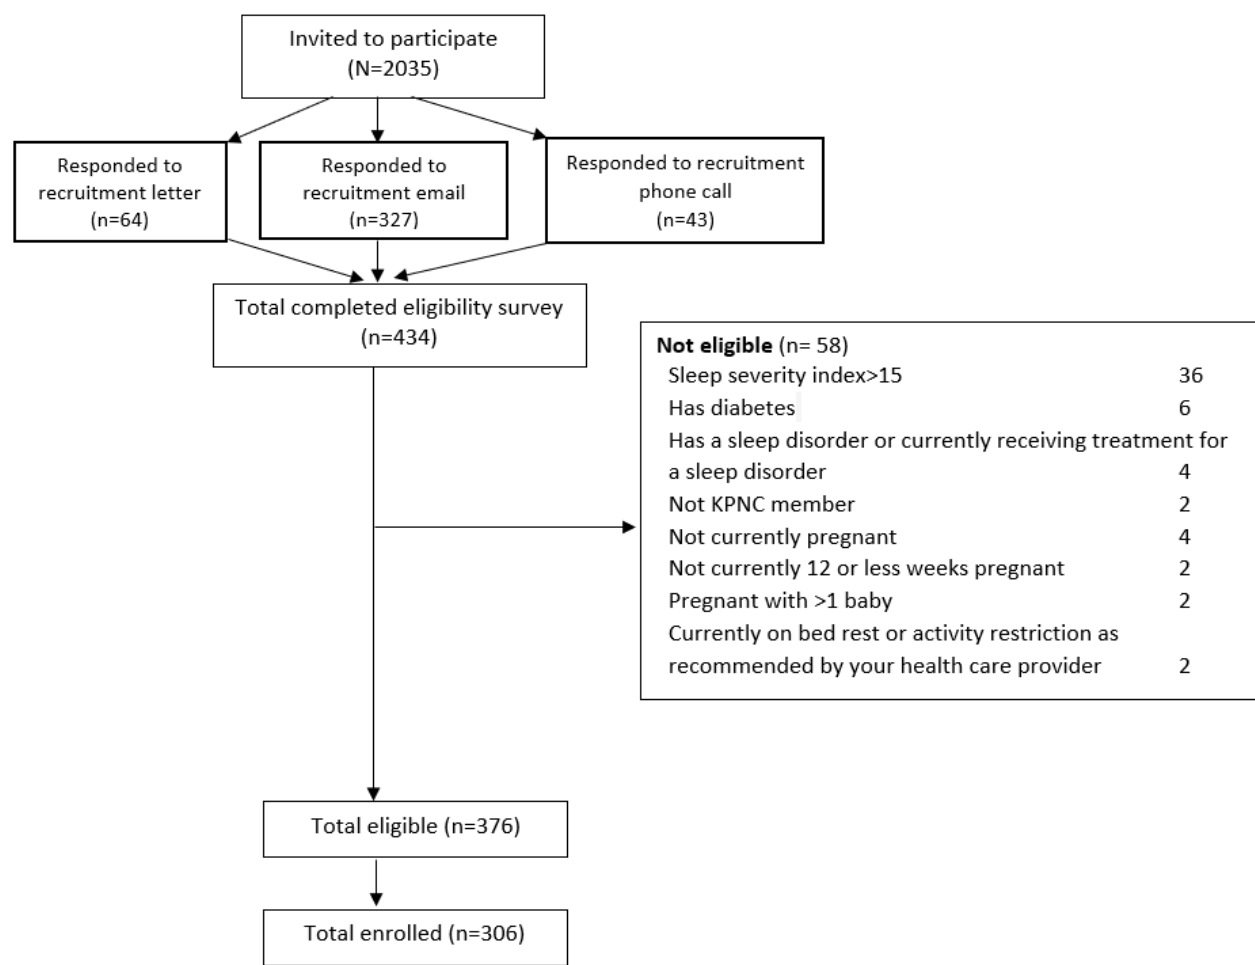 Invited to participate
(N=2035)
Responded to
recruitment letter
(n=64)
Responded to
recruitment email
(n=327)
Responded to recruitment
phone call
(n=43)
Total completed eligibility survey
(n=434)
Not eligible (n= 58)
Sleep severity index>15 36
Has diabetes 6
Has a sleep disorder or currently receiving treatment for
a sleep disorder 4
Not KPNC member 2
Not currently pregnant 4
Not currently 12 or less weeks pregnant 2
Pregnant with >1 baby 2
Currently on bed rest or activity restriction as
recommended by your health care provider 2
Total eligible (n=376)
Total enrolled (n=306)